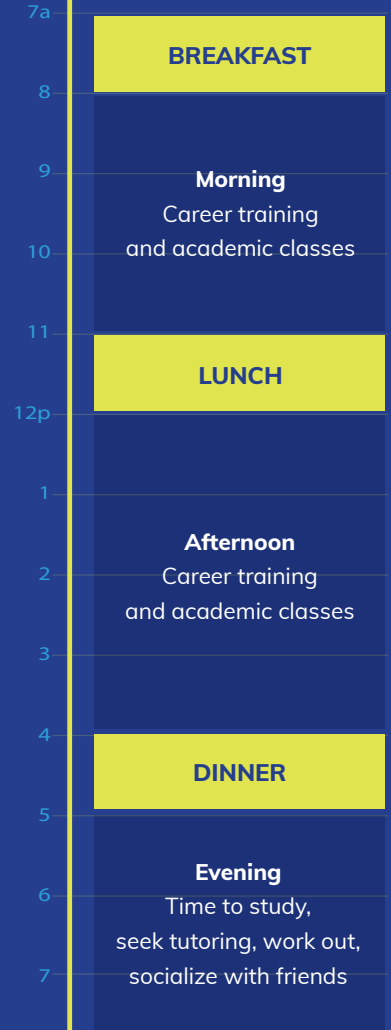 7a
BREAKFAST
8
9
Morning
Career training
10
and academic classes
11
LUNCH
12p
1
Afternoon
2
Career training
and academic classes
3
4
DINNER
5
Evening
6
Time to study,
seek tutoring, work out,
7
socialize with friends